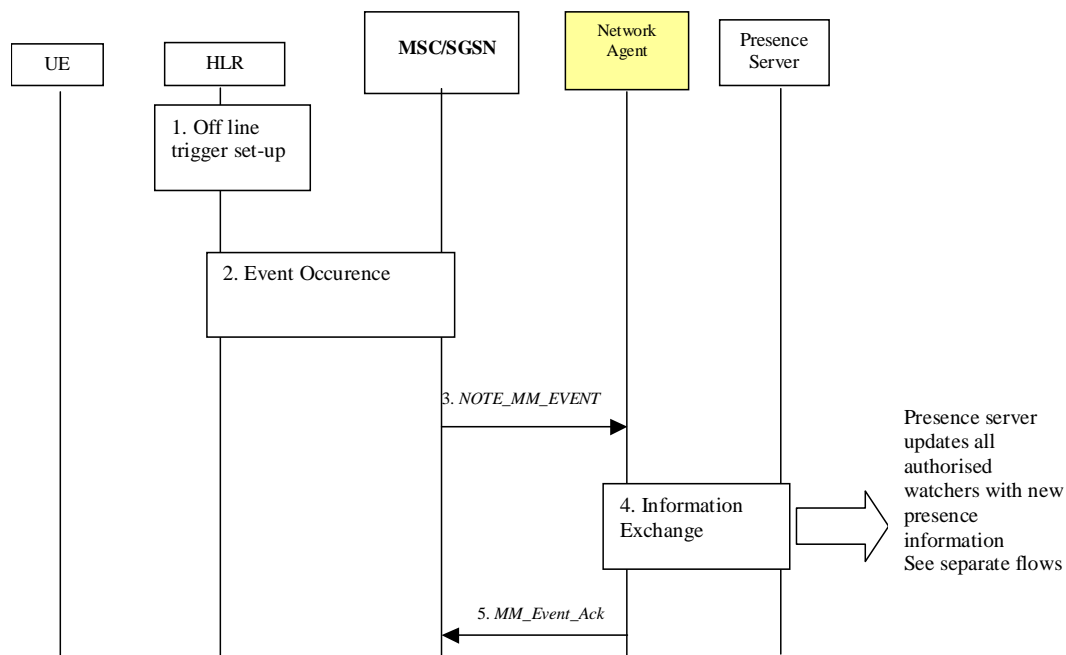 UE
HLR
MSC/SGSN
Network
Agent
Presence
Server
1. Off line
trigger set-up
2. Event Occurence
3. NOTE_MM_EVENT
4. Information
Exchange
Presence server
updates all
authorised
watchers with new
presence
information
See separate flows
5. MM_Event_Ack